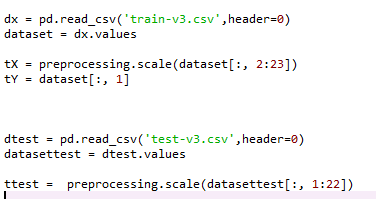 dx = pd.read_csv('train-v3.csv',header=0)
dataset = dx.values
tX = preprocessing.scale(dataset[:, 2:23])
tY = dataset[:, 1]
dtest = pd.read_csv('test-v3.csv',header=0)
datasettest = dtest.values
ttest =  preprocessing.scale(datasettest[:, 1:22])